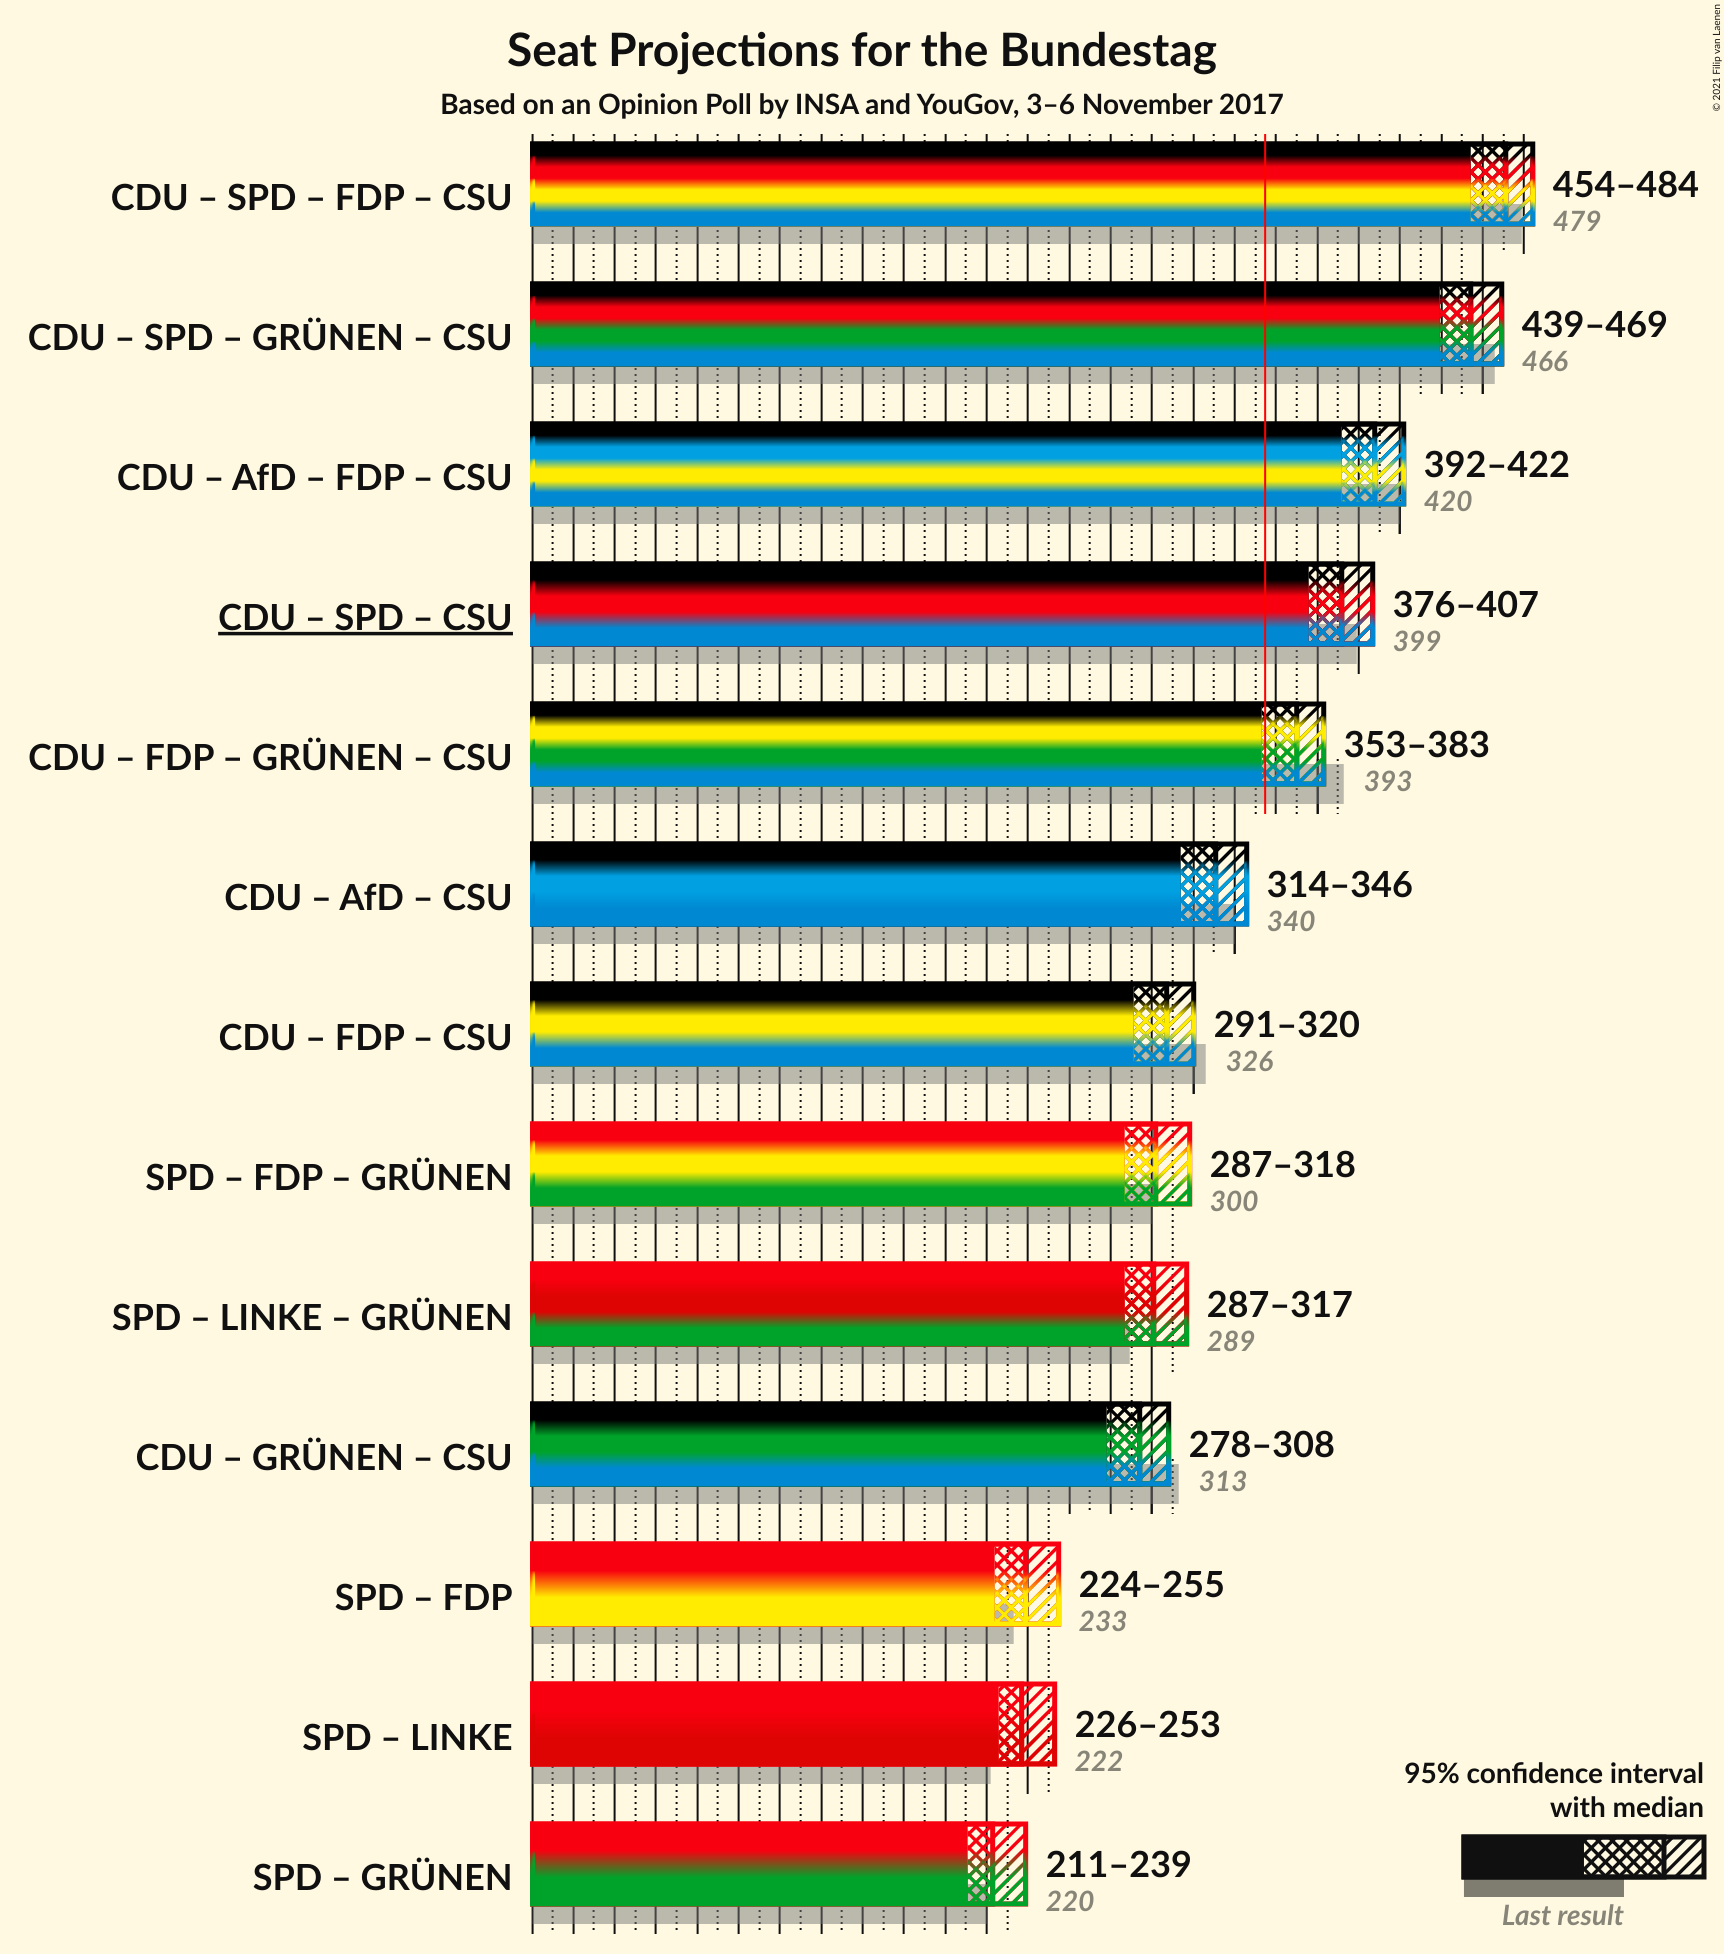 Seat Projections for the Bundestag
Based on an Opinion Poll by INSA and YouGov, 3–6 November 2017
© 2021 Filip van Laenen
CDU – SPD – FDP – CSU
454–484
479
CDU – SPD – GRÜNEN – CSU
439–469
466
CDU – AfD – FDP – CSU
392–422
420
CDU – SPD – CSU
376–407
399
CDU – FDP – GRÜNEN – CSU
353–383
393
CDU – AfD – CSU
314–346
340
CDU – FDP – CSU
291–320
326
SPD – FDP – GRÜNEN
287–318
300
SPD – LINKE – GRÜNEN
287–317
289
CDU – GRÜNEN – CSU
278–308
313
SPD – FDP
224–255
233
SPD – LINKE
226–253
222
SPD – GRÜNEN
211–239
220
95% confidence interval
with median
Last result